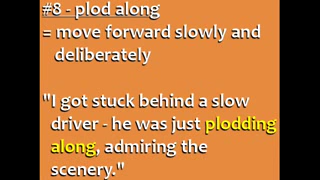 #8 - plod along
= move forward slowly and
deliberately
"I got stuck behind a slow
driver - he was just plodding
along, admiring the
scenery."